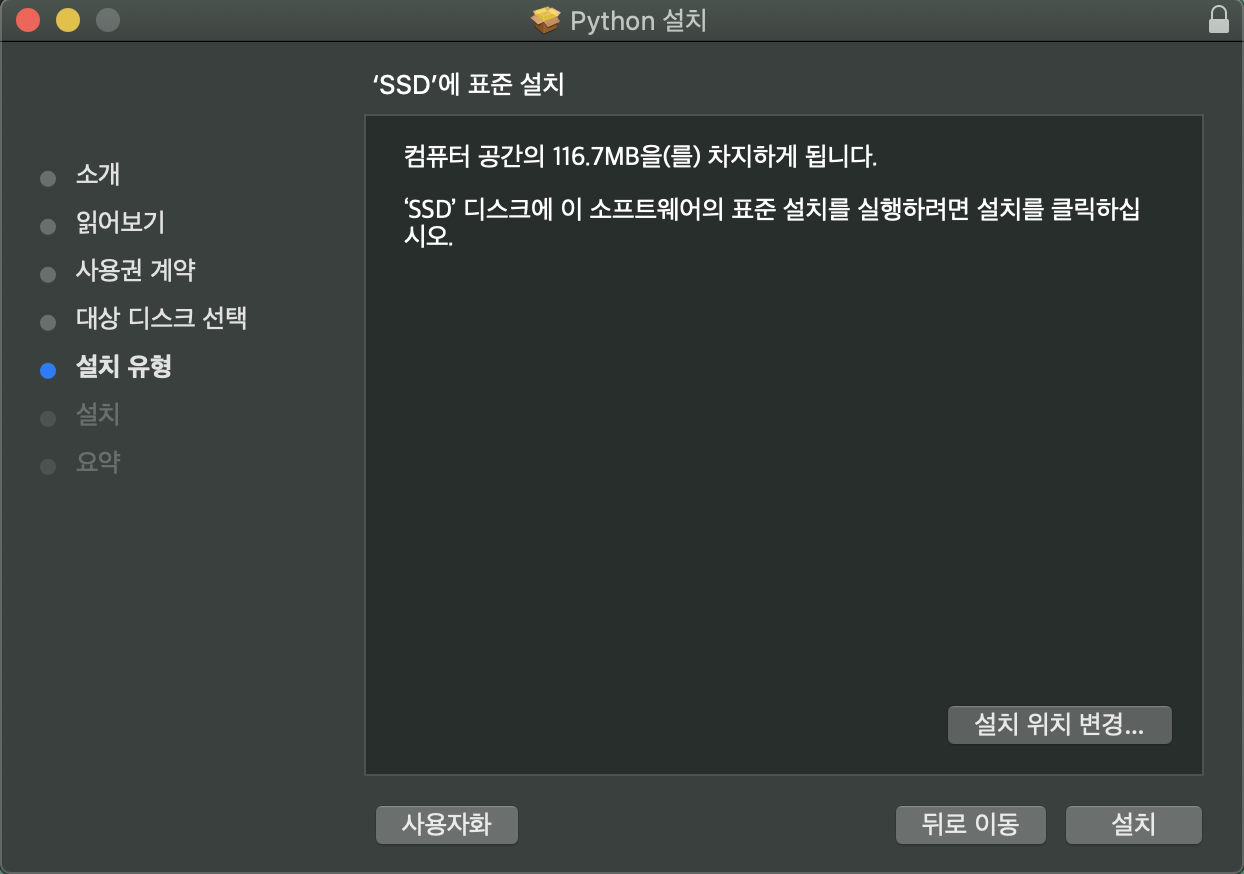 Python 설치
‘SSD’에 표준 설치
소개
읽어보기
사용권 계약
대상 디스크 선택
설치 유형
설치
요약
컴퓨터 공간의 116.7MB을(를) 차지하게 됩니다.
‘SSD’ 디스크에 이 소프트웨어의 표준 설치를 실행하려면 설치를 클릭하십
시오.
설치 위치 변경...
사용자화
뒤로 이동
설치